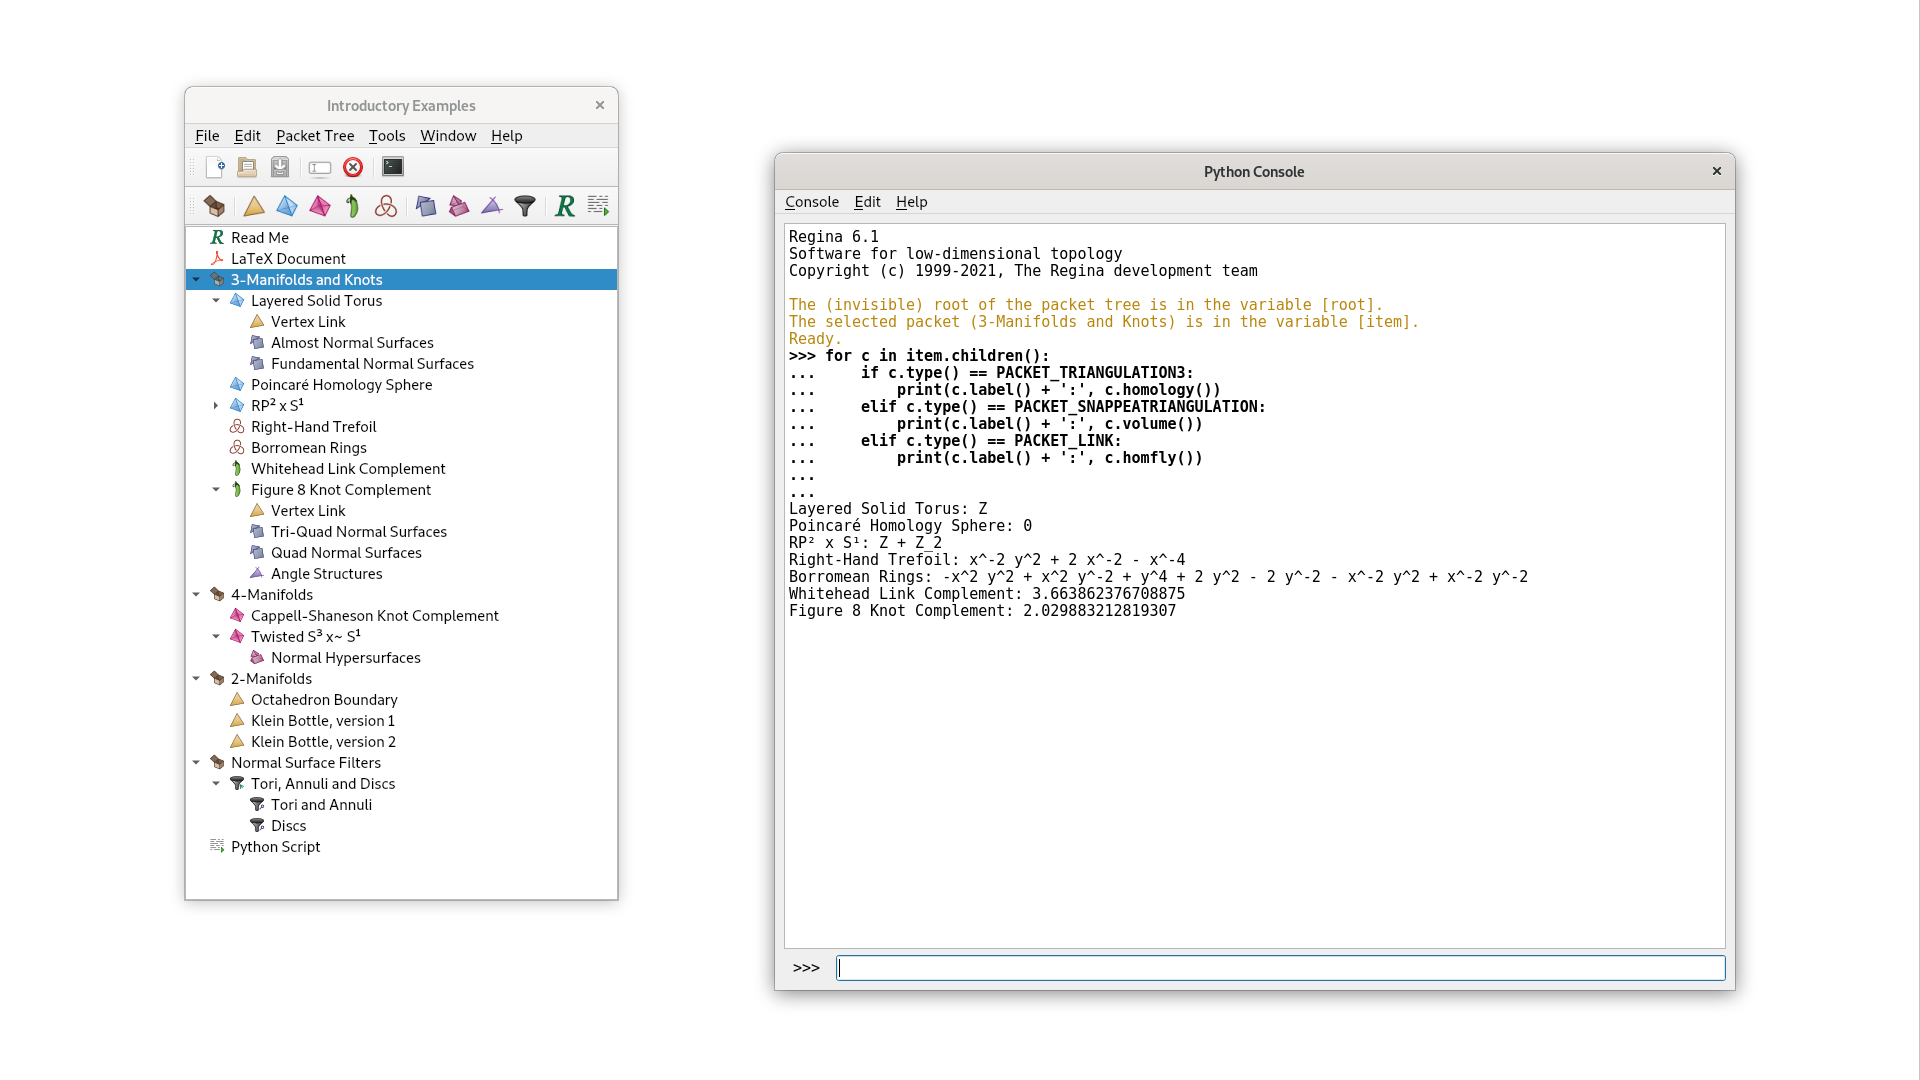 Introductory Examples
File Edit Packet Tree Tools Window Help
R
Read Me
LaTeX Document
3-Manifolds and Knots
Layered Solid Torus
Vertex Link
Almost Normal Surfaces
Fundamental Normal Surfaces
Poincaré Homology Sphere
RP² x S¹
Right-Hand Trefoil
Borromean Rings
Whitehead Link Complement
Figure 8 Knot Complement
Vertex Link
Tri-Quad Normal Surfaces
Quad Normal Surfaces
Angle Structures
4-Manifolds
Cappell-Shaneson Knot Complement
Twisted S³ x~ S¹
Normal Hypersurfaces
2-Manifolds
Octahedron Boundary
Klein Bottle, version 1
Klein Bottle, version 2
Normal Surface Filters
Tori, Annuli and Discs
Tori and Annuli
Discs
Python Script
Python Console
Console Edit Help
Regina 6.1
Software for low-dimensional topology
Copyright (c) 1999-2021, The Regina development team
The (invisible) root of the packet tree is in the variable [root].
The selected packet (3-Manifolds and Knots) is in the variable [item].
Ready.
>>> for c in item.children():
...     if c.type() == PACKET_TRIANGULATION3:
...         print(c.label() + ':', c.homology())
...     elif c.type() == PACKET_SNAPPEATRIANGULATION:
...         print(c.label() + ':', c.volume())
...     elif c.type() == PACKET_LINK:
...         print(c.label() + ':', c.homfly())
...
...
Layered Solid Torus: Z
Poincaré Homology Sphere: 0
RP² x S¹: Z + Z_2
Right-Hand Trefoil: x^-2 y^2 + 2 x^-2 - x^-4
Borromean Rings: -x^2 y^2 + x^2 y^-2 + y^4 + 2 y^2 - 2 y^-2 - x^-2 y^2 + x^-2 y^-2
Whitehead Link Complement: 3.663862376708875
Figure 8 Knot Complement: 2.029883212819307
>>>